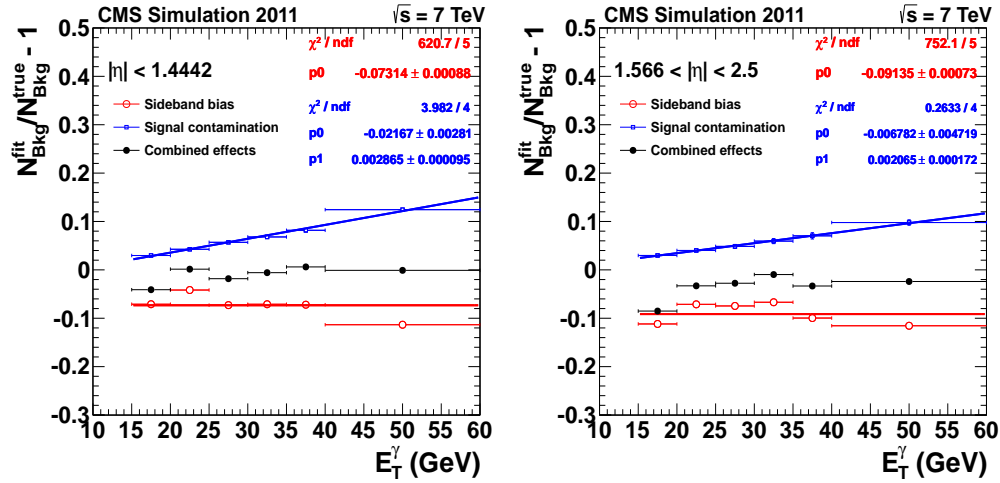 CMS Simulation 2011 √s = 7 TeV
χ² / ndf 620.7 / 5
p0 -0.07314 ± 0.00088
|η| < 1.4442
Sideband bias
Signal contamination
Combined effects
χ² / ndf 3.982 / 4
p0 -0.02167 ± 0.00281
p1 0.002865 ± 0.000095
N^fit_Bkg/N^true_Bkg - 1
0.5
0.4
0.3
0.2
0.1
0
-0.1
-0.2
-0.3
10 15 20 25 30 35 40 45 50 55 60
E_T^γ (GeV)
CMS Simulation 2011 √s = 7 TeV
χ² / ndf 752.1 / 5
p0 -0.09135 ± 0.00073
1.566 < |η| < 2.5
Sideband bias
Signal contamination
Combined effects
χ² / ndf 0.2633 / 4
p0 -0.006782 ± 0.004719
p1 0.002065 ± 0.000172
N^fit_Bkg/N^true_Bkg - 1
0.5
0.4
0.3
0.2
0.1
0
-0.1
-0.2
-0.3
10 15 20 25 30 35 40 45 50 55 60
E_T^γ (GeV)